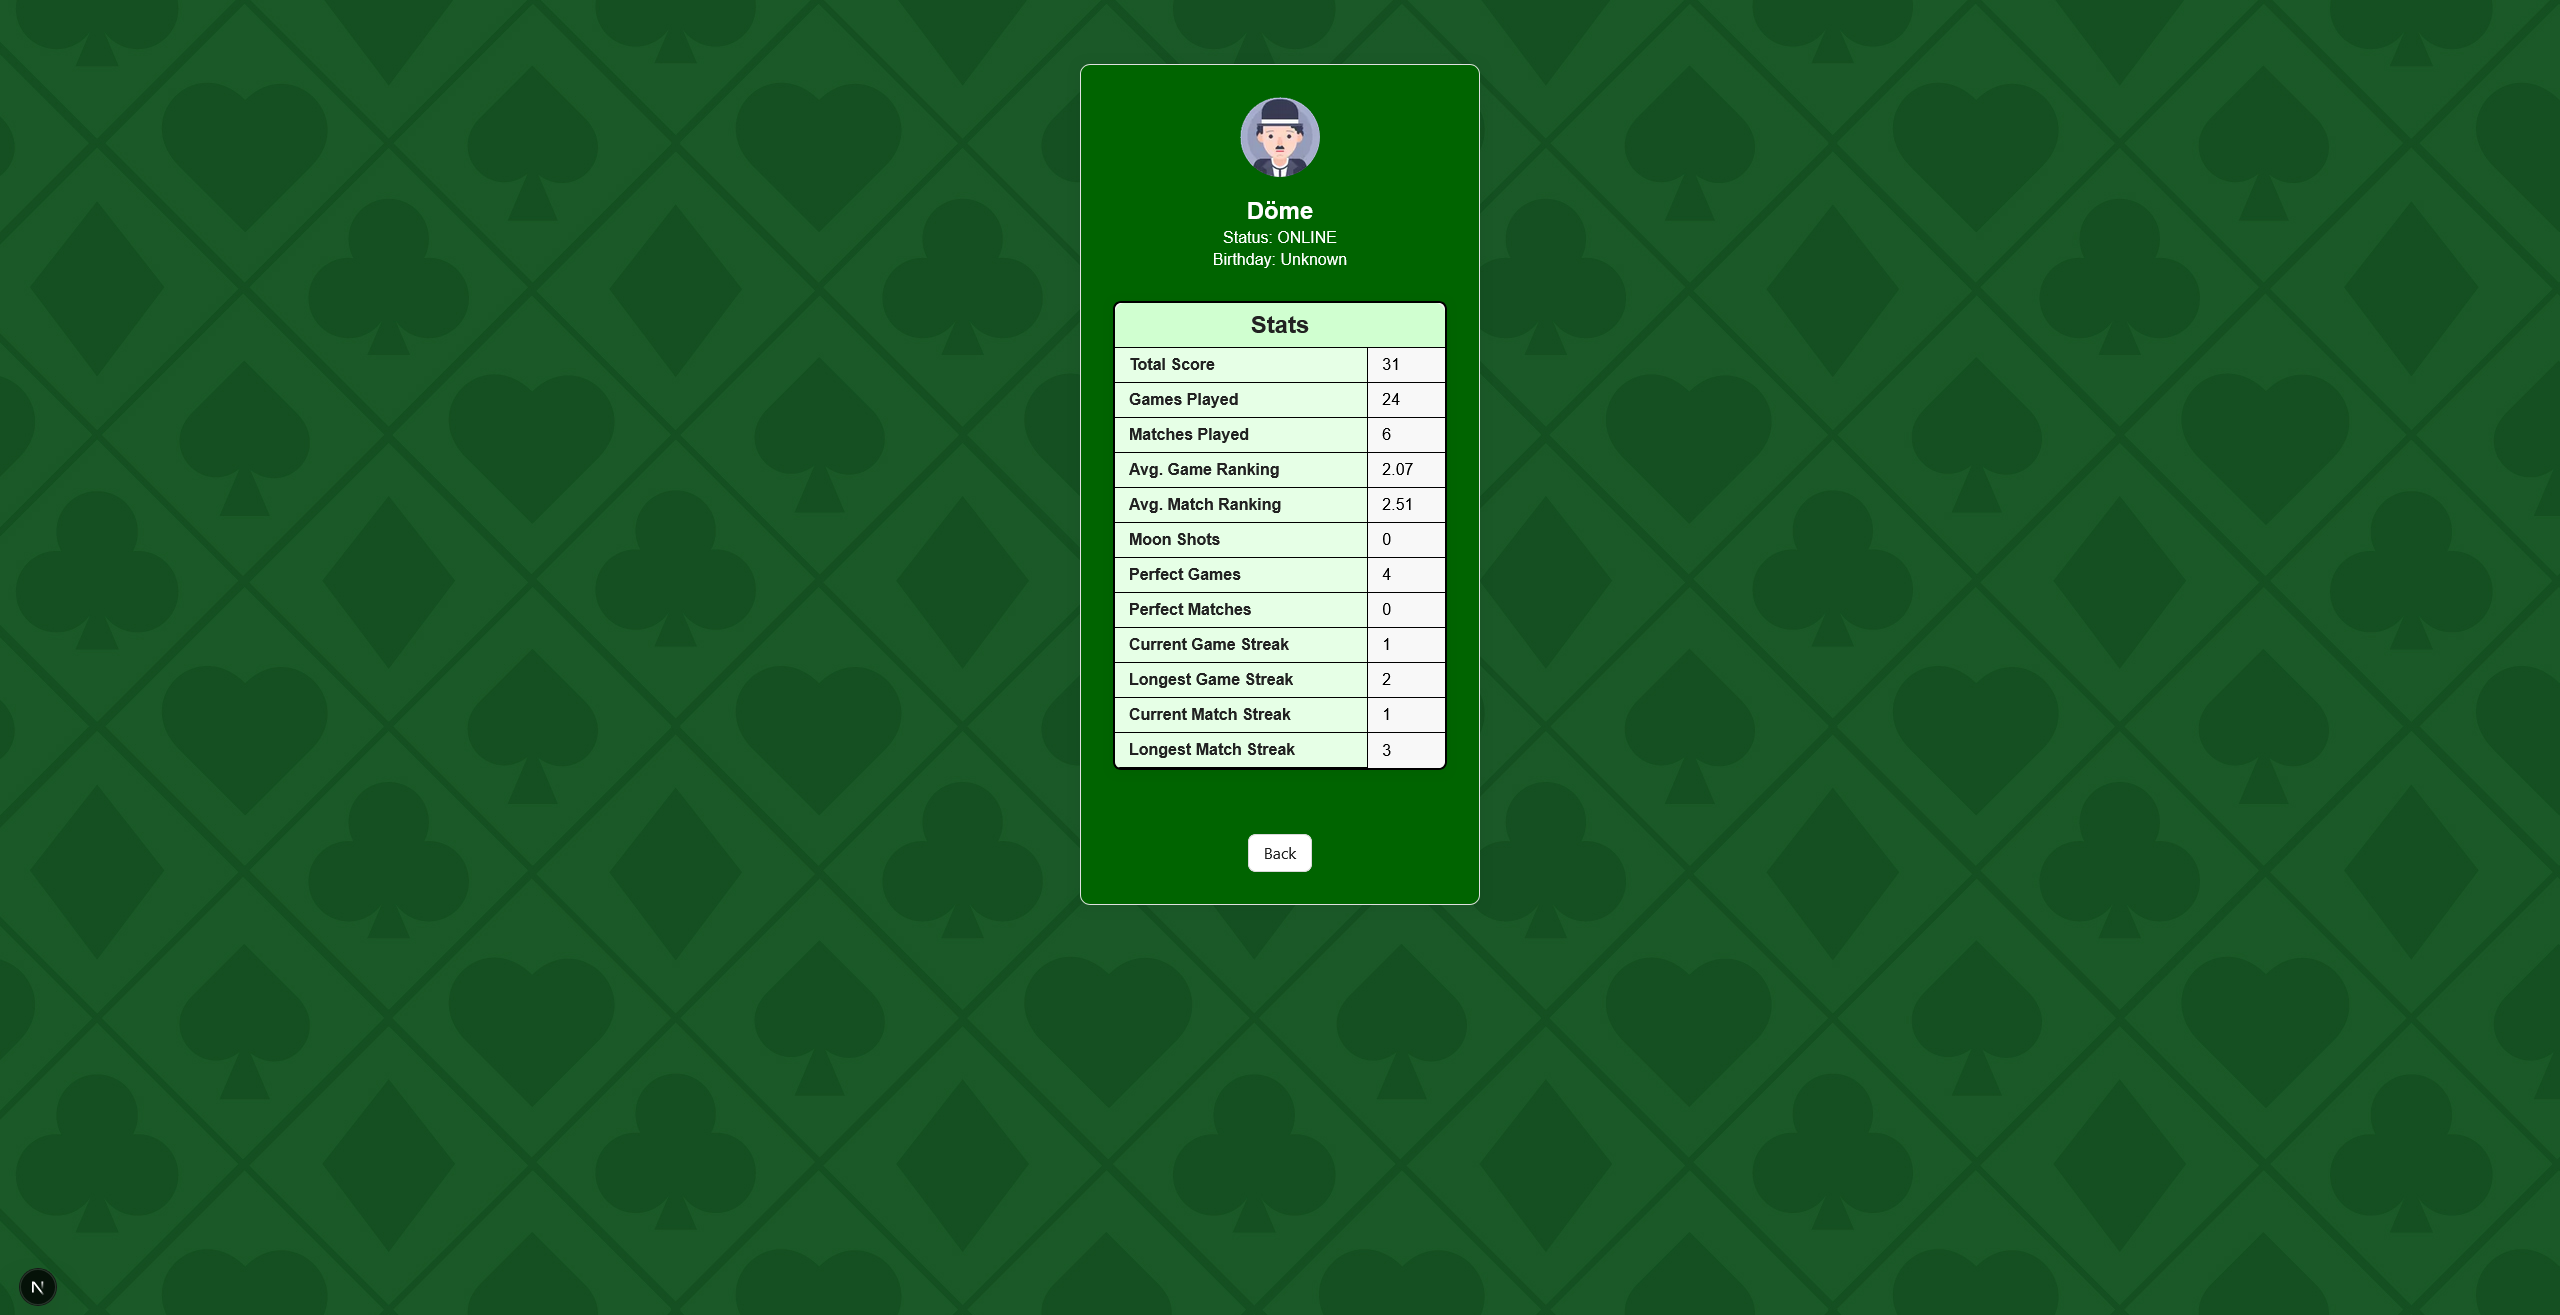 Döme
Status: ONLINE
Birthday: Unknown
Stats
Total Score 31
Games Played 24
Matches Played 6
Avg. Game Ranking 2.07
Avg. Match Ranking 2.51
Moon Shots 0
Perfect Games 4
Perfect Matches 0
Current Game Streak 1
Longest Game Streak 2
Current Match Streak 1
Longest Match Streak 3
Back
N